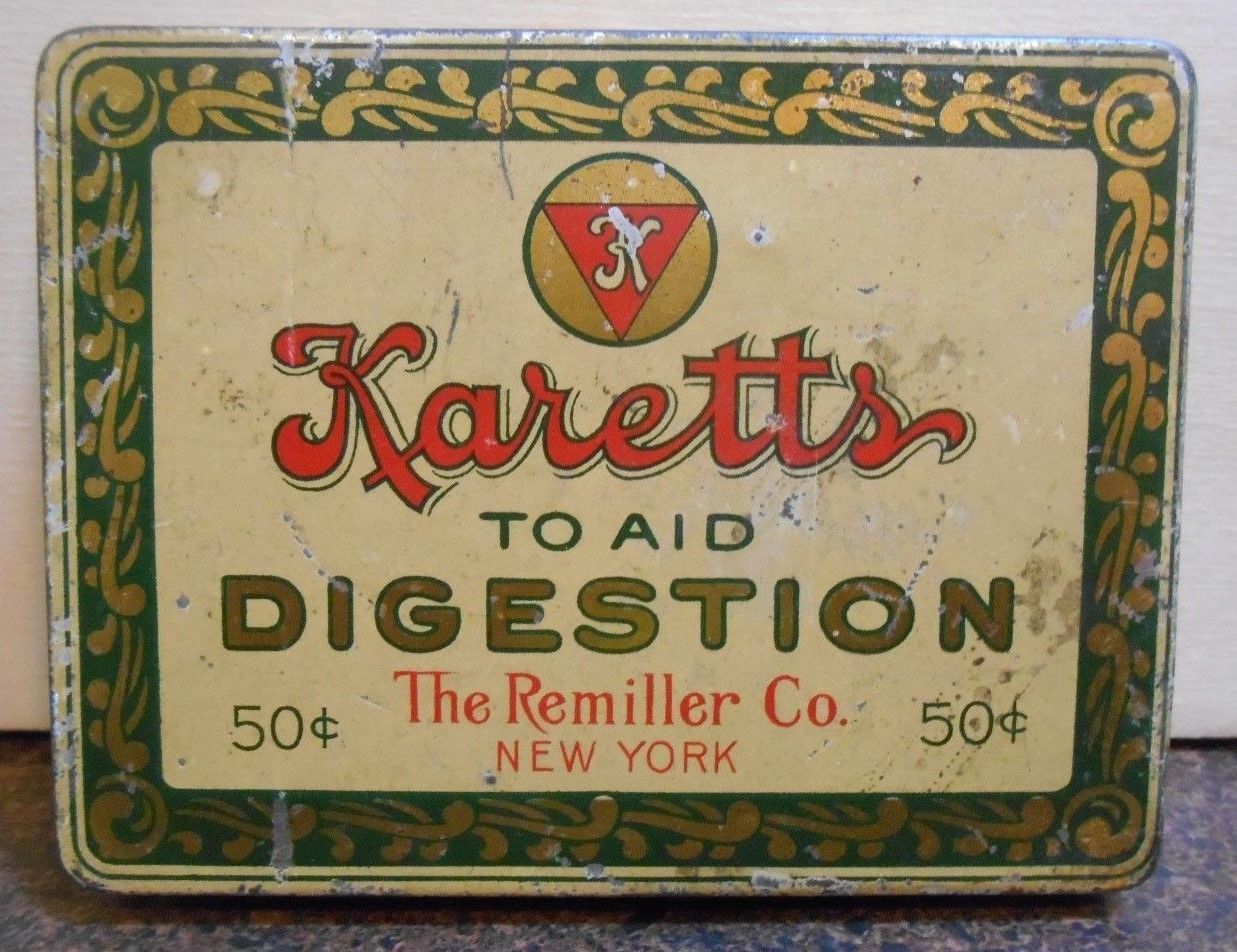 K
Karetts
TO AID
DIGESTION
The Remiller Co.
50¢ 50¢
NEW YORK